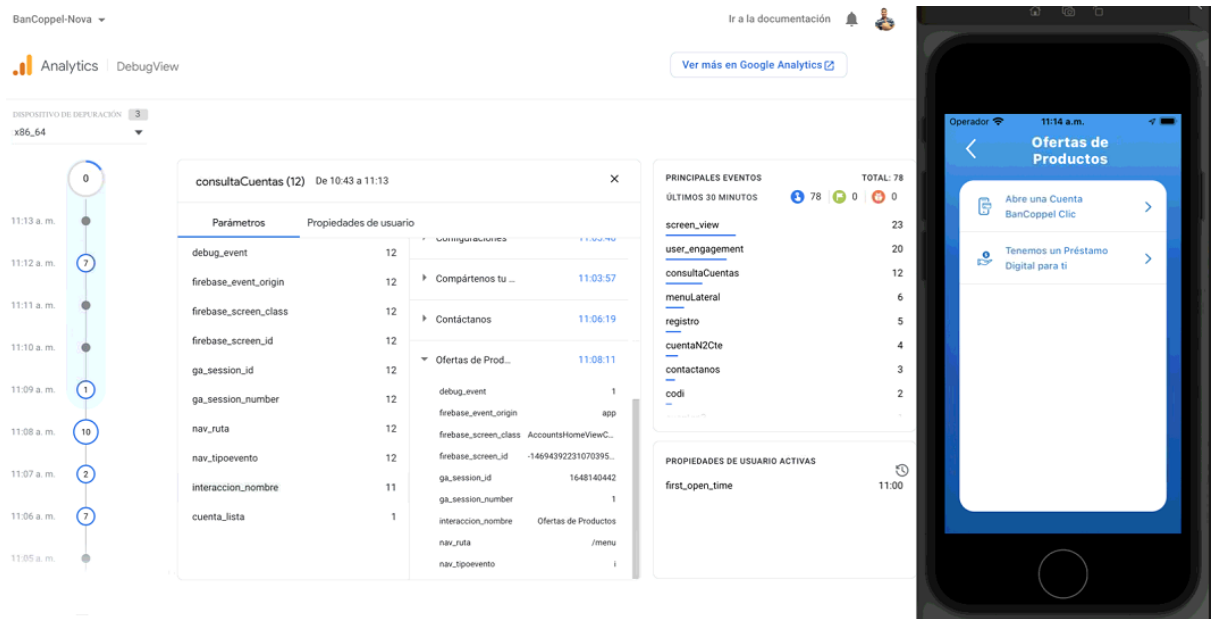 BanCoppel-Nova
Ir a la documentación
Analytics DebugView
Ver más en Google Analytics
DISPOSITIVO DE DEPURACIÓN 3
x86_64
0
11:13 a. m.
11:12 a. m. 7
11:11 a. m.
11:10 a. m.
11:09 a. m. 1
11:08 a. m. 10
11:07 a. m. 2
11:06 a. m. 7
11:05 a. m.
consultaCuentas (12) De 10:43 a 11:13
Parámetros Propiedades de usuario
debug_event 12
firebase_event_origin 12
firebase_screen_class 12
firebase_screen_id 12
ga_session_id 12
ga_session_number 12
nav_ruta 12
nav_tipoevento 12
interaccion_nombre 11
cuenta_lista 1
Configuraciones
Compártenos tu ... 11:03:57
Contáctanos 11:06:19
Ofertas de Prod... 11:08:11
debug_event 1
firebase_event_origin app
firebase_screen_class AccountsHomeViewC...
firebase_screen_id -14694392231070395...
ga_session_id 1648140442
ga_session_number 1
interaccion_nombre Ofertas de Productos
nav_ruta /menu
nav_tipoevento i
PRINCIPALES EVENTOS TOTAL: 78
ÚLTIMOS 30 MINUTOS 78 0 0
screen_view 23
user_engagement 20
consultaCuentas 12
menuLateral 6
registro 5
cuentaN2Cte 4
contactanos 3
codi 2
PROPIEDADES DE USUARIO ACTIVAS
first_open_time 11:00
Operador 11:14 a.m.
Ofertas de
Productos
Abre una Cuenta
BanCoppel Clic
Tenemos un Préstamo
Digital para ti